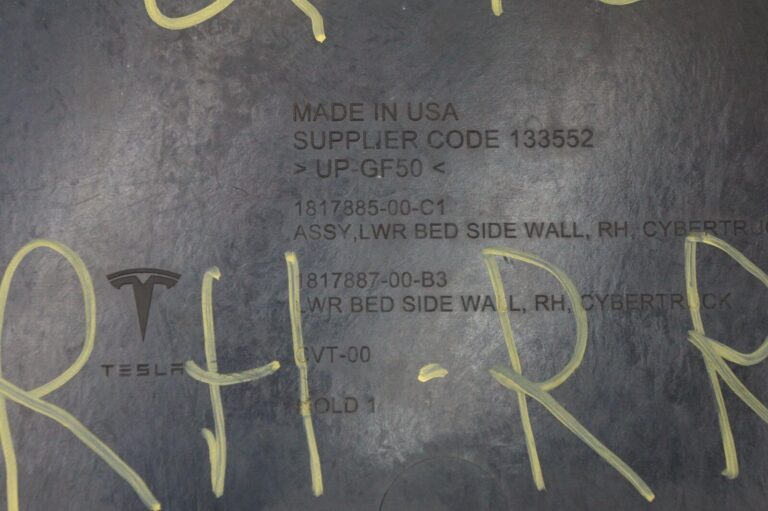 MADE IN USA
SUPPLIER CODE 133552
> UP-GF50 <
1817885-00-C1
ASSY,LWR BED SIDE WALL, RH, CYBERTRU
1817887-00-B3
LWR BED SIDE WALL, RH, CYBERTRUCK
TESLA
CVT-00
MOLD 1
RH-RR